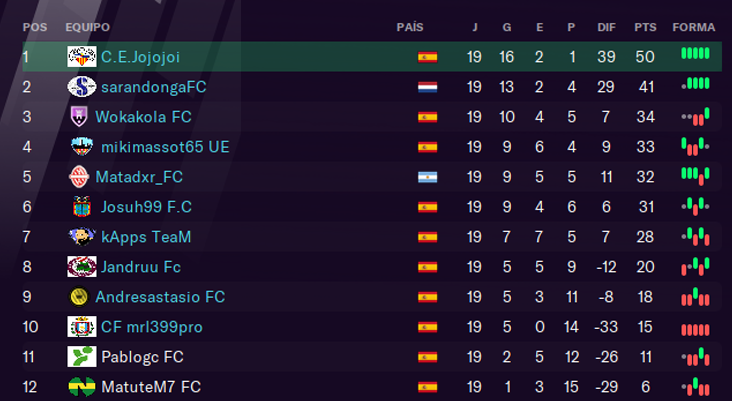 POS EQUIPO PAÍS J G E P DIF PTS FORMA
1 C.E.Jojojoi 19 16 2 1 39 50
2 sarandongaFC 19 13 2 4 29 41
3 Wokakola FC 19 10 4 5 7 34
4 mikimassot65 UE 19 9 6 4 9 33
5 Matadxr_FC 19 9 5 5 11 32
6 Josuh99 F.C 19 9 4 6 6 31
7 kApps TeaM 19 7 7 5 7 28
8 Jandruu Fc 19 5 5 9 -12 20
9 Andresastasio FC 19 5 3 11 -8 18
10 CF mrl399pro 19 5 0 14 -33 15
11 Pablogc FC 19 2 5 12 -26 11
12 MatuteM7 FC 19 1 3 15 -29 6